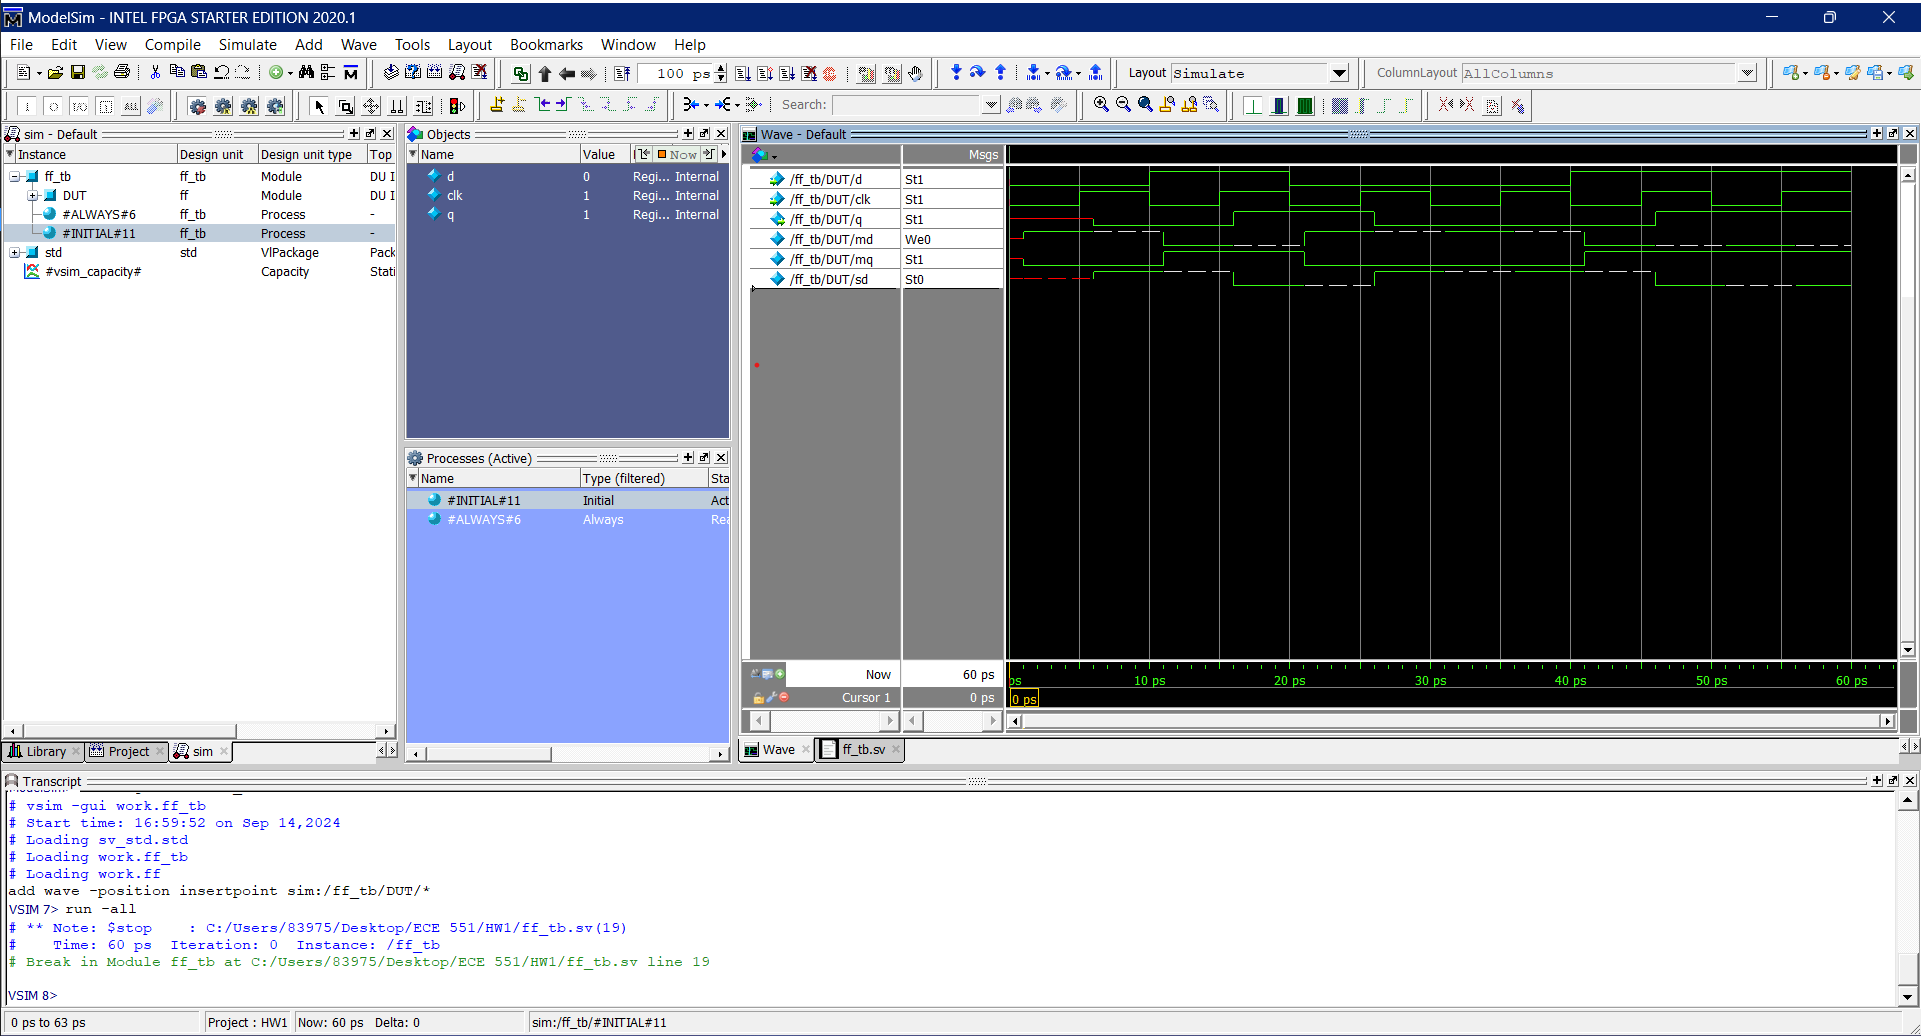 ModelSim - INTEL FPGA STARTER EDITION 2020.1
File Edit View Compile Simulate Add Wave Tools Layout Bookmarks Window Help
100 ps Layout Simulate ColumnLayout AllColumns
ALL Search:
sim - Default
Instance Design unit Design unit type Top
ff_tb ff_tb Module DU I
DUT ff Module DU I
#ALWAYS#6 ff_tb Process -
#INITIAL#11 ff_tb Process -
std std VlPackage Pack
#vsim_capacity# Capacity Stati
Library Project sim
Objects
Name Value Now
d 0 Regi... Internal
clk 1 Regi... Internal
q 1 Regi... Internal
Processes (Active)
Name Type (filtered) Sta
#INITIAL#11 Initial Act
#ALWAYS#6 Always Rea
Wave - Default
Msgs
/ff_tb/DUT/d St1
/ff_tb/DUT/clk St1
/ff_tb/DUT/q St1
/ff_tb/DUT/md We0
/ff_tb/DUT/mq St1
/ff_tb/DUT/sd St0
Now 60 ps ps 10 ps 20 ps 30 ps 40 ps 50 ps 60 ps
Cursor 1 0 ps 0 ps
Wave ff_tb.sv
Transcript
# vsim -gui work.ff_tb
# Start time: 16:59:52 on Sep 14,2024
# Loading sv_std.std
# Loading work.ff_tb
# Loading work.ff
add wave -position insertpoint sim:/ff_tb/DUT/*
VSIM 7> run -all
# ** Note: $stop : C:/Users/83975/Desktop/ECE 551/HW1/ff_tb.sv(19)
# Time: 60 ps Iteration: 0 Instance: /ff_tb
# Break in Module ff_tb at C:/Users/83975/Desktop/ECE 551/HW1/ff_tb.sv line 19
VSIM 8>
0 ps to 63 ps Project : HW1 Now: 60 ps Delta: 0 sim:/ff_tb/#INITIAL#11